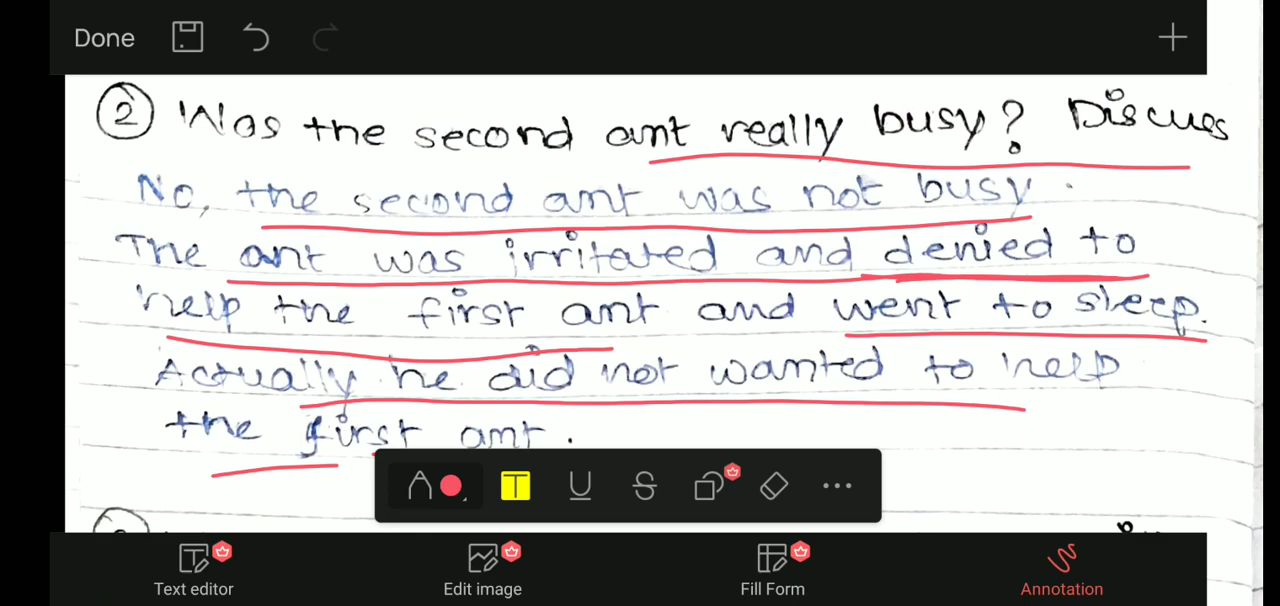 Done
2 Was the second ant really busy? Discuss
No, the second ant was not busy.
The ant was irritated and denied to
help the first ant and went to sleep.
Actually he did not wanted to help
the first ant.
T U S
Text editor Edit image Fill Form Annotation